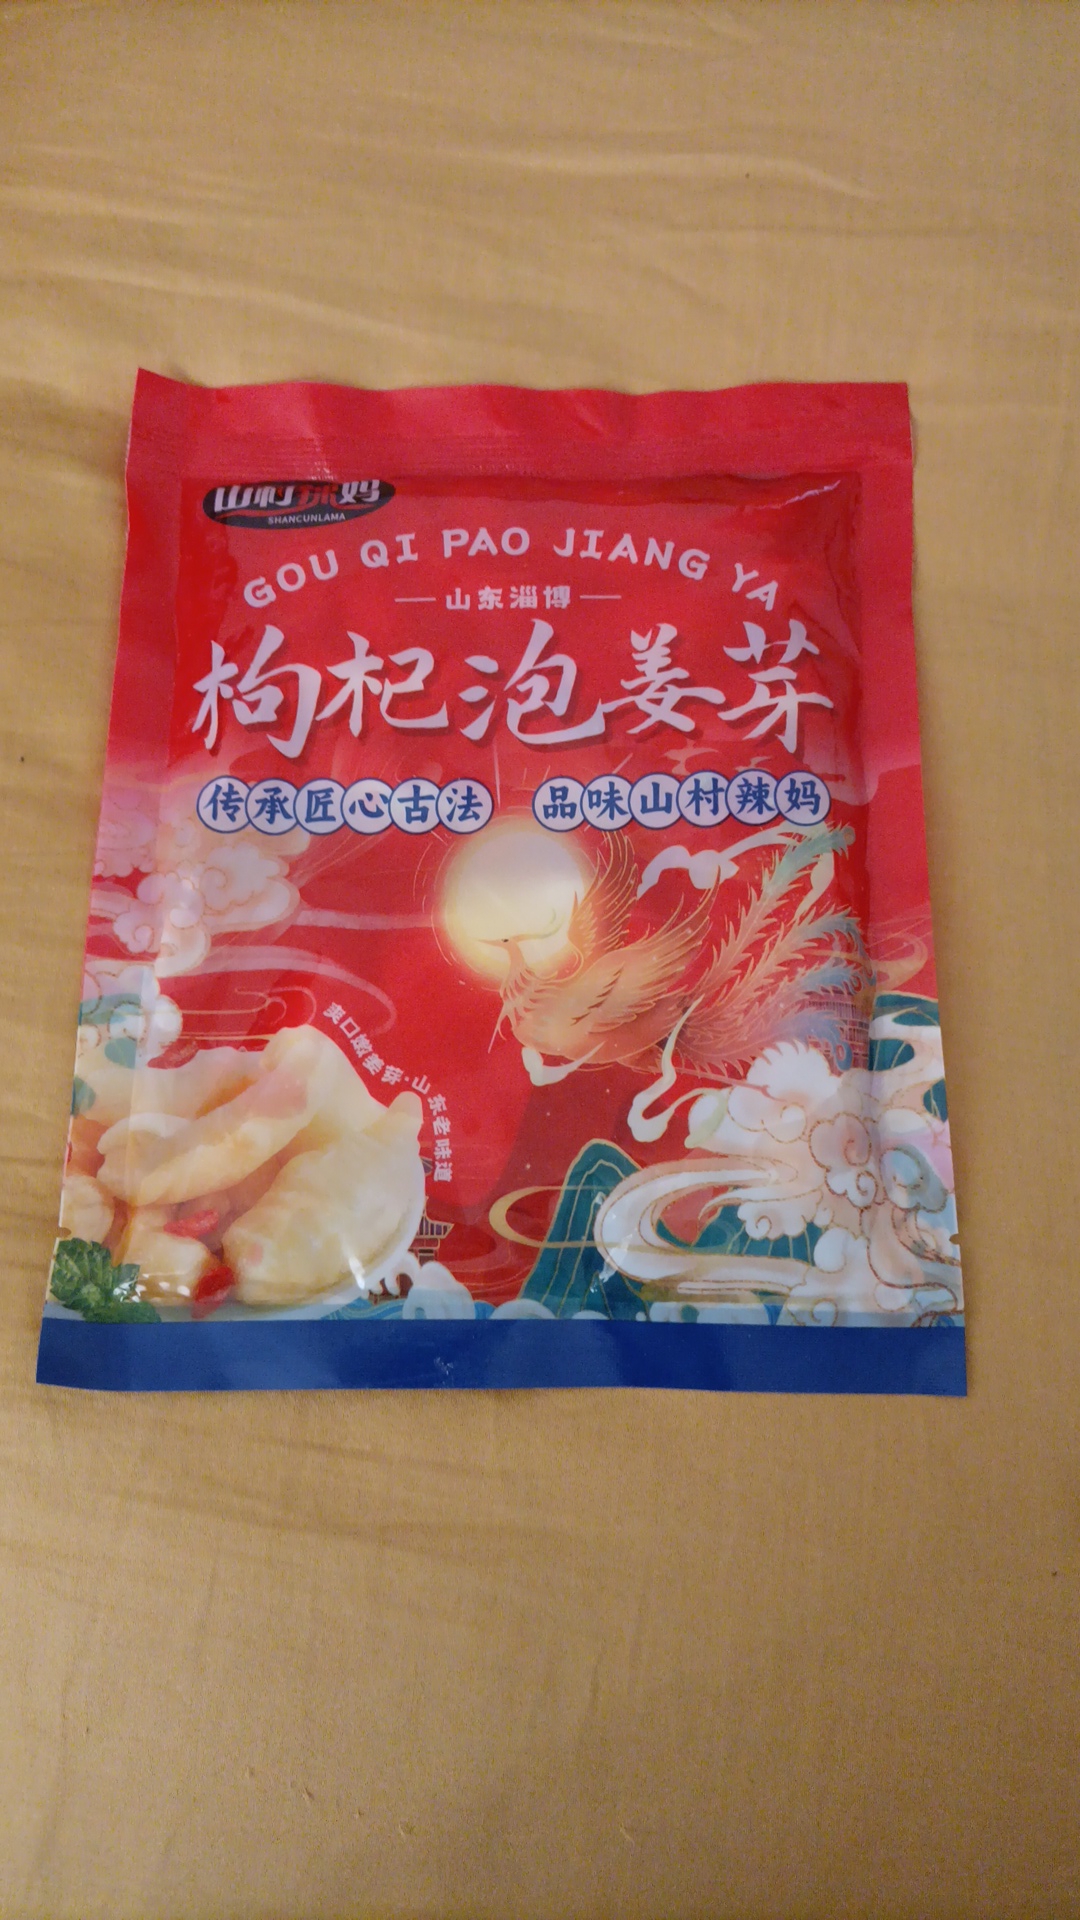 山村辣妈
SHANCUNLAMA
GOU QI PAO JIANG YA
山东淄博
枸杞泡姜芽
传承匠心古法 品味山村辣妈
爽口嫩姜芽·山东老味道